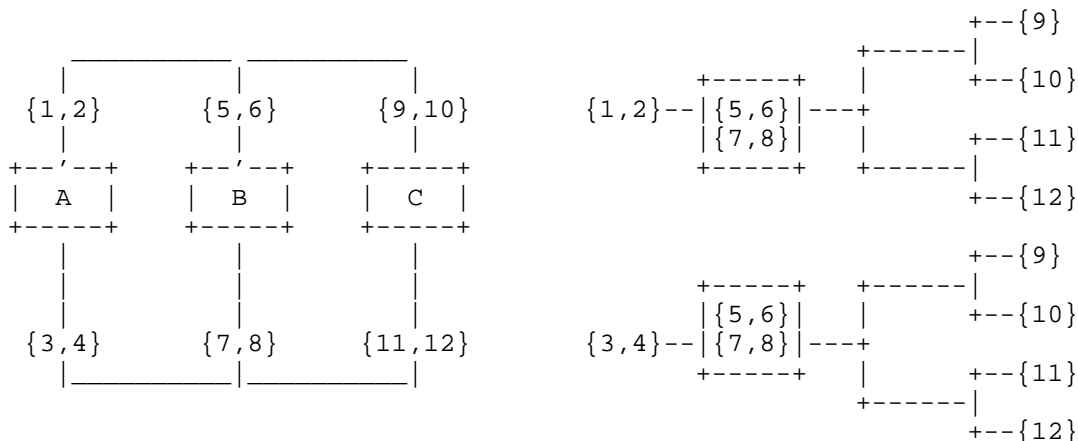 {9}
{10}
{1,2} {5,6} {9,10} {1,2} {5,6}
{7,8} {11}
A B C {12}
{9}
{5,6} {10}
{3,4} {7,8} {11,12} {3,4} {7,8}
{11}
{12}